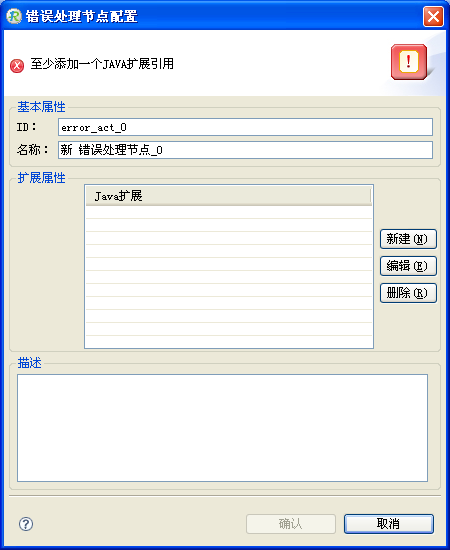 错误处理节点配置
至少添加一个JAVA扩展引用
基本属性
ID： error_act_0
名称： 新 错误处理节点_0
扩展属性
Java扩展
新建(N)
编辑(E)
删除(R)
描述
确认 取消